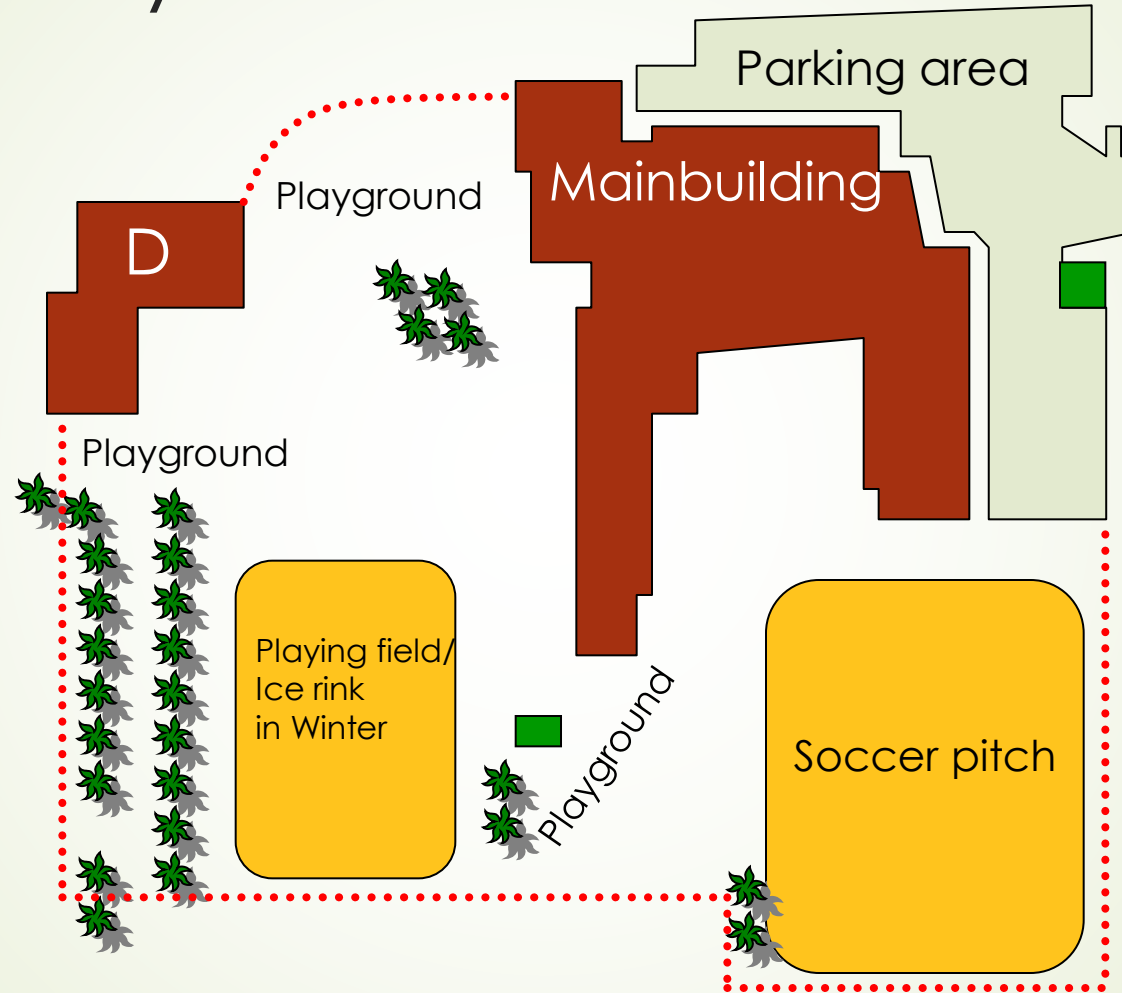 Parking area
Mainbuilding
Playground
D
Playground
Playing field/
Ice rink
in Winter
Playground
Soccer pitch